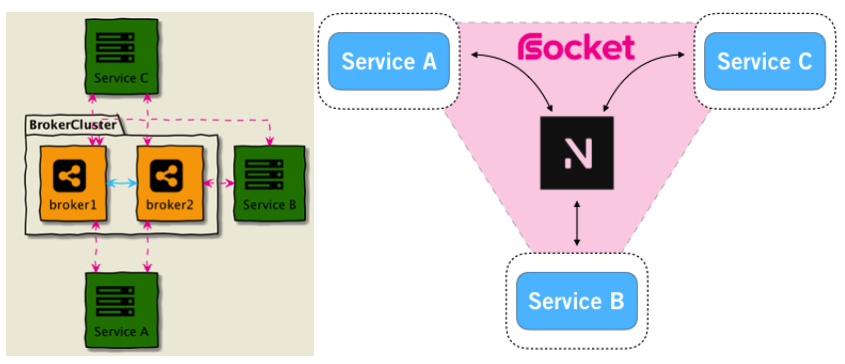 Service C
BrokerCluster
broker1
broker2
Service B
Service A
RSocket
Service A
Service C
N
Service B